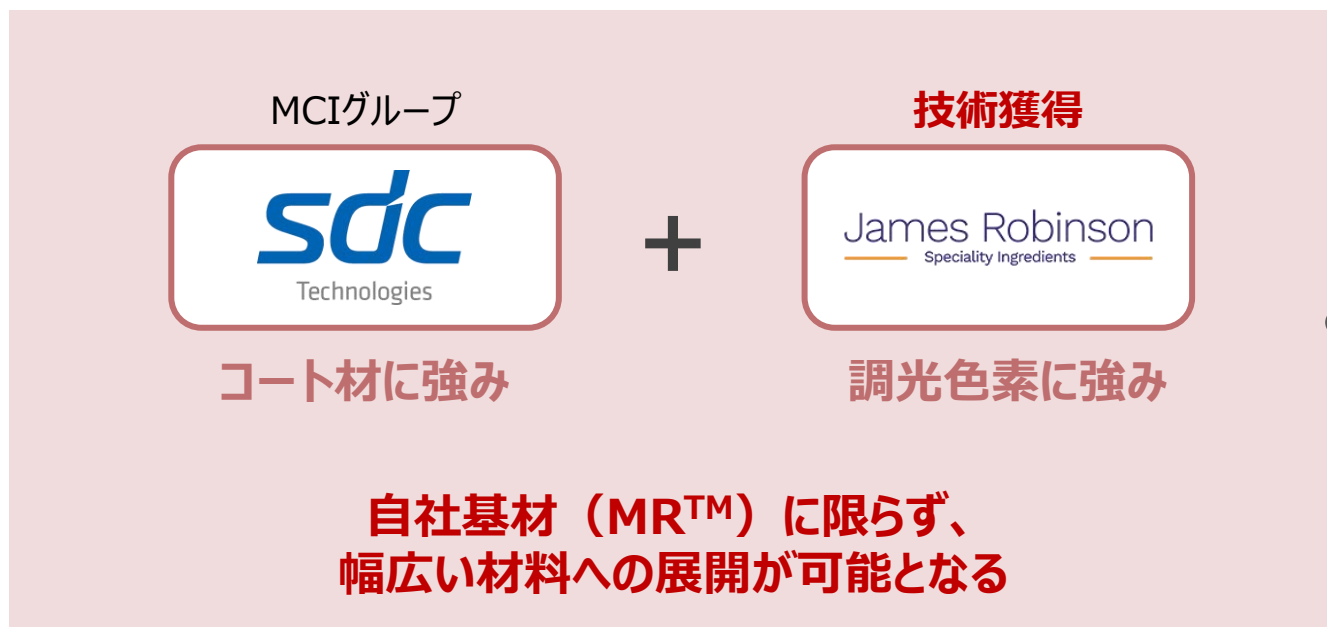 MCIグループ
技術獲得
sdc
Technologies
+
James Robinson
Speciality Ingredients
コート材に強み
調光色素に強み
自社基材（MRTM）に限らず、
幅広い材料への展開が可能となる